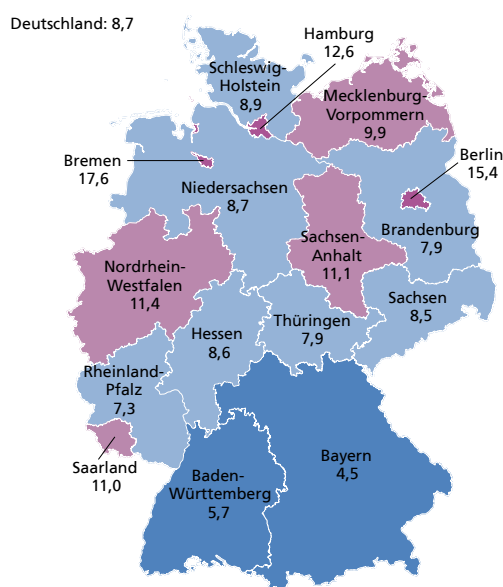 Deutschland: 8,7
Hamburg
12,6
Schleswig-
Holstein
8,9
Mecklenburg-
Vorpommern
9,9
Bremen
17,6
Berlin
15,4
Niedersachsen
8,7
Brandenburg
7,9
Sachsen-
Anhalt
11,1
Nordrhein-
Westfalen
11,4
Sachsen
8,5
Thüringen
7,9
Hessen
8,6
Rheinland-
Pfalz
7,3
Saarland
11,0
Bayern
4,5
Baden-
Württemberg
5,7